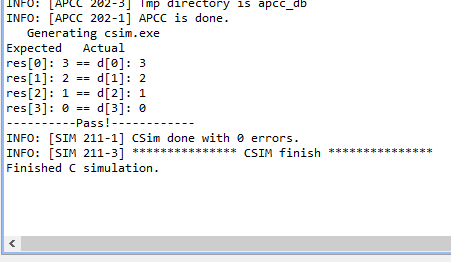 INFO: [APCC 202-3] Tmp directory is apcc_db
INFO: [APCC 202-1] APCC is done.
   Generating csim.exe
Expected   Actual
res[0]: 3 == d[0]: 3
res[1]: 2 == d[1]: 2
res[2]: 1 == d[2]: 1
res[3]: 0 == d[3]: 0
----------Pass!------------
INFO: [SIM 211-1] CSim done with 0 errors.
INFO: [SIM 211-3] *************** CSIM finish ***************
Finished C simulation.